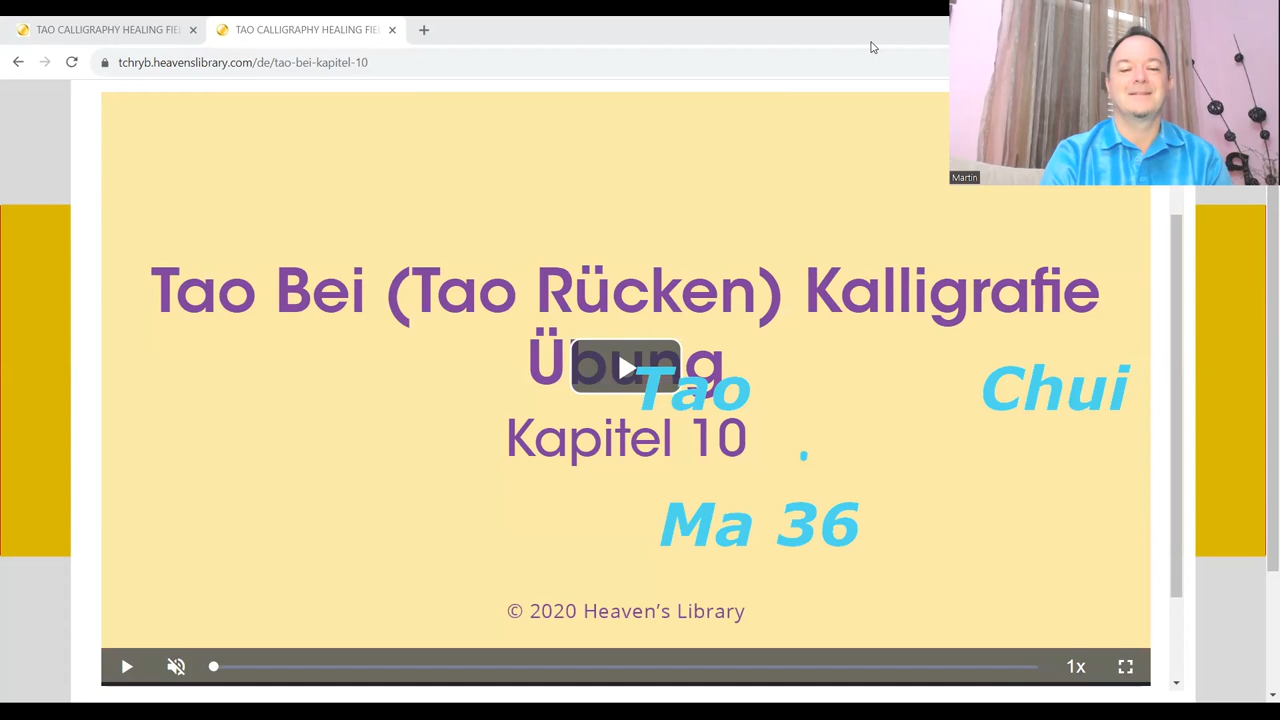 TAO CALLIGRAPHY HEALING FIE
TAO CALLIGRAPHY HEALING FIE
tchryb.heavenslibrary.com/de/tao-bei-kapitel-10
Martin
Tao Bei (Tao Rücken) Kalligrafie
Übung
Tao Chui
Kapitel 10
Ma 36
© 2020 Heaven’s Library
1x